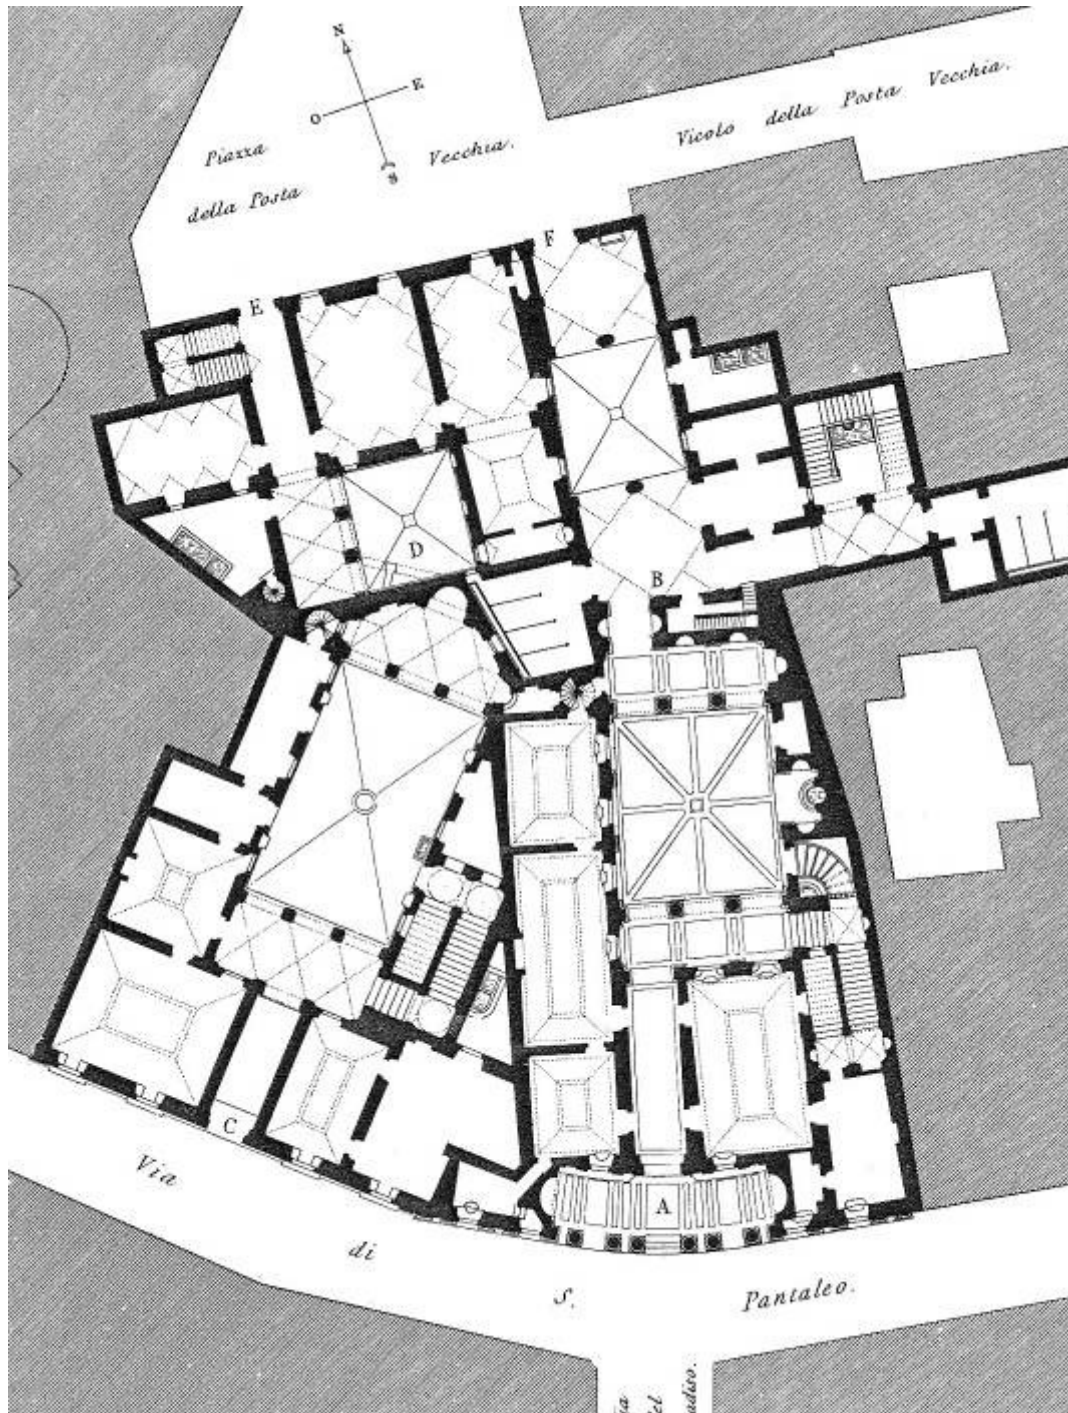 N
E
O
S
Piazza
Vecchia.
della Posta
Vicolo della Posta Vecchia.
F
E
D
B
C
A
Via
di
S.
Pantaleo.